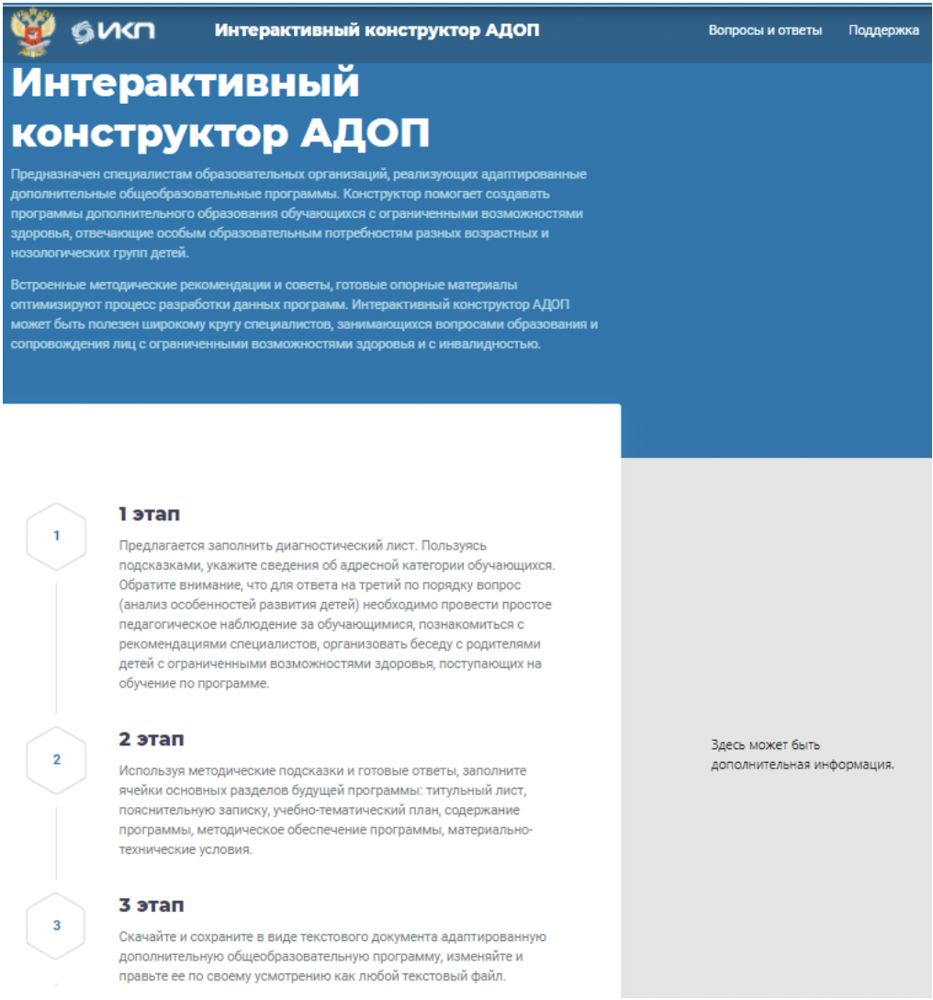 ИКП
Интерактивный конструктор АДОП
Вопросы и ответы
Поддержка
Интерактивный
конструктор АДОП
Предназначен специалистам образовательных организаций, реализующих адаптированные
дополнительные общеобразовательные программы. Конструктор помогает создавать
программы дополнительного образования обучающихся с ограниченными возможностями
здоровья, отвечающие особым образовательным потребностям разных возрастных и
нозологических групп детей.
Встроенные методические рекомендации и советы, готовые опорные материалы
оптимизируют процесс разработки данных программ. Интерактивный конструктор АДОП
может быть полезен широкому кругу специалистов, занимающихся вопросами образования и
сопровождения лиц с ограниченными возможностями здоровья и с инвалидностью.
1
1 этап
Предлагается заполнить диагностический лист. Пользуясь
подсказками, укажите сведения об адресной категории обучающихся.
Обратите внимание, что для ответа на третий по порядку вопрос
(анализ особенностей развития детей) необходимо провести простое
педагогическое наблюдение за обучающимися, познакомиться с
рекомендациями специалистов, организовать беседу с родителями
детей с ограниченными возможностями здоровья, поступающих на
обучение по программе.
2
2 этап
Используя методические подсказки и готовые ответы, заполните
ячейки основных разделов будущей программы: титульный лист,
пояснительную записку, учебно-тематический план, содержание
программы, методическое обеспечение программы, материально-
технические условия.
Здесь может быть
дополнительная информация.
3
3 этап
Скачайте и сохраните в виде текстового документа адаптированную
дополнительную общеобразовательную программу, изменяйте и
правьте ее по своему усмотрению как любой текстовый файл.